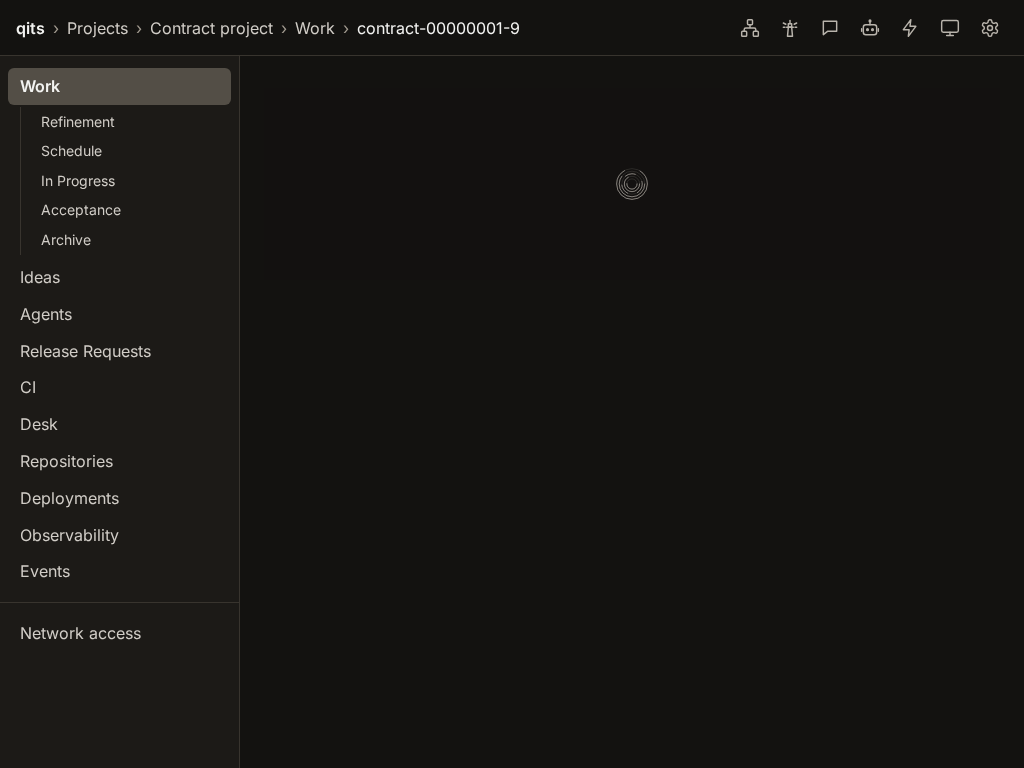 qits › Projects › Contract project › Work › contract-00000001-9
Work
Refinement
Schedule
In Progress
Acceptance
Archive
Ideas
Agents
Release Requests
CI
Desk
Repositories
Deployments
Observability
Events
Network access